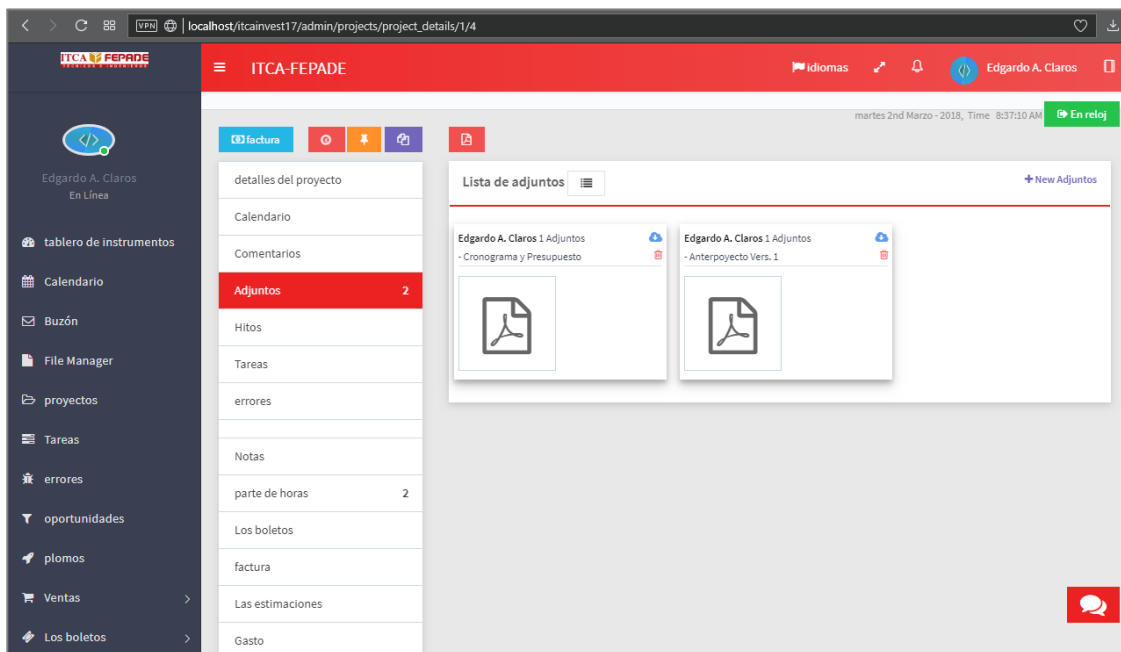 VPN localhost/itcainvest17/admin/projects/project_details/1/4
ITCA FEPADE
TÉCNICOS E INGENIEROS
ITCA-FEPADE
idiomas
Edgardo A. Claros
martes 2nd Marzo - 2018, Time 8:37:10 AM
En reloj
Edgardo A. Claros
En Línea
tablero de instrumentos
Calendario
Buzón
File Manager
proyectos
Tareas
errores
oportunidades
plomos
Ventas
Los boletos
factura
detalles del proyecto
Calendario
Comentarios
Adjuntos 2
Hitos
Tareas
errores
Notas
parte de horas 2
Los boletos
factura
Las estimaciones
Gasto
Lista de adjuntos
New Adjuntos
Edgardo A. Claros 1 Adjuntos
- Cronograma y Presupuesto
Edgardo A. Claros 1 Adjuntos
- Anterpoyecto Vers. 1